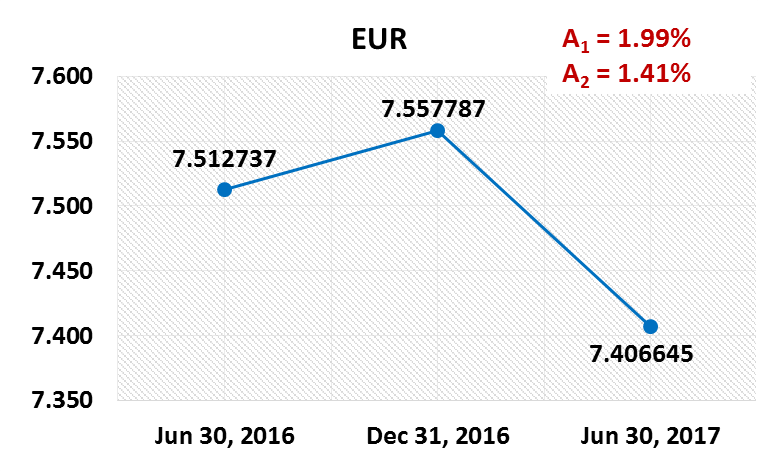 EUR
A₁ = 1.99%
A₂ = 1.41%
7.600
7.550
7.500
7.450
7.400
7.350
7.512737
7.557787
7.406645
Jun 30, 2016
Dec 31, 2016
Jun 30, 2017